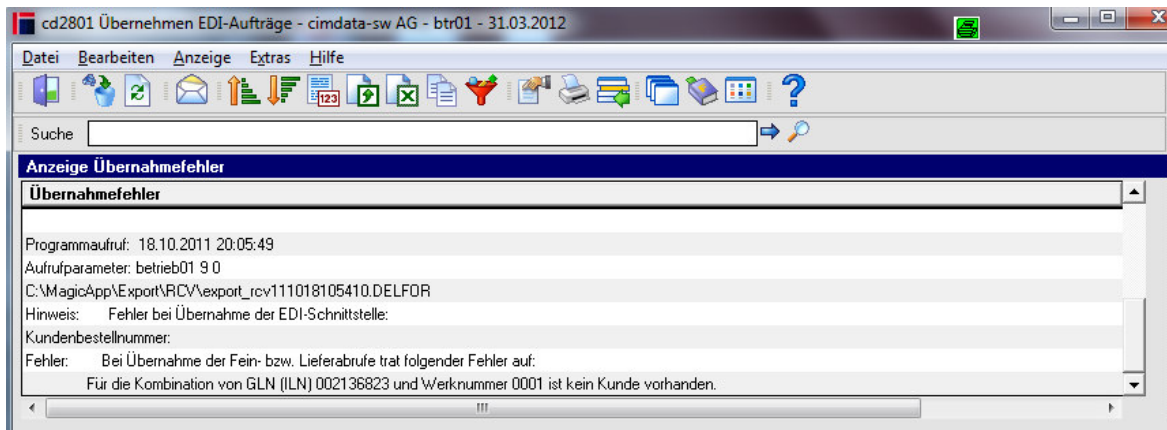 cd2801 Übernehmen EDI-Aufträge - cimdata-sw AG - btr01 - 31.03.2012
Datei Bearbeiten Anzeige Extras Hilfe
123
Suche
Anzeige Übernahmefehler
Übernahmefehler
Programmaufruf: 18.10.2011 20:05:49
Aufrufparameter: betrieb01 9 0
C:\MagicApp\Export\RCV\export_rcv111018105410.DELFOR
Hinweis: Fehler bei Übernahme der EDI-Schnittstelle:
Kundenbestellnummer:
Fehler: Bei Übernahme der Fein- bzw. Lieferabrufe trat folgender Fehler auf:
Für die Kombination von GLN (ILN) 002136823 und Werknummer 0001 ist kein Kunde vorhanden.